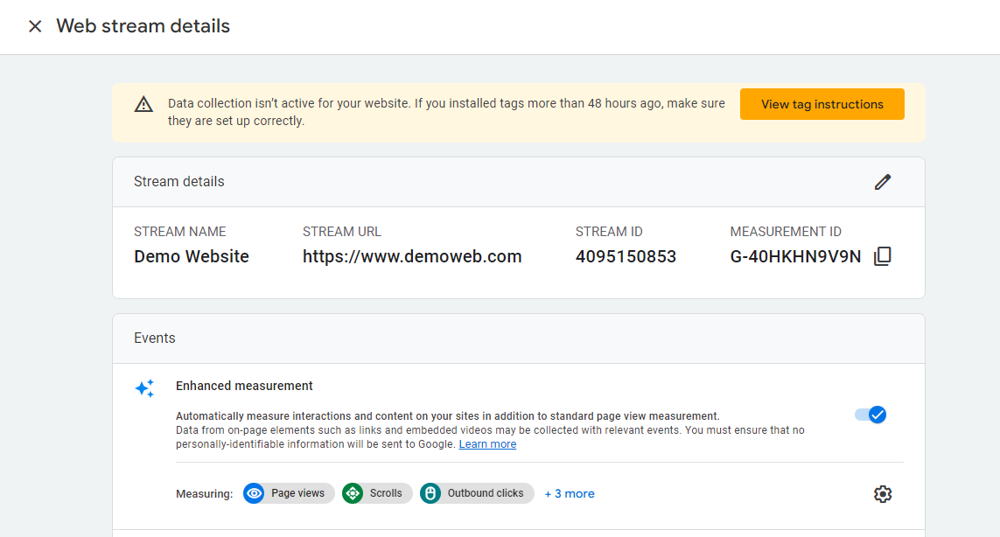 Web stream details
Data collection isn't active for your website. If you installed tags more than 48 hours ago, make sure
they are set up correctly.
View tag instructions
Stream details
STREAM NAME
Demo Website
STREAM URL
https://www.demoweb.com
STREAM ID
4095150853
MEASUREMENT ID
G-40HKHN9V9N
Events
Enhanced measurement
Automatically measure interactions and content on your sites in addition to standard page view measurement.
Data from on-page elements such as links and embedded videos may be collected with relevant events. You must ensure that no
personally-identifiable information will be sent to Google. Learn more
Measuring: Page views Scrolls Outbound clicks + 3 more